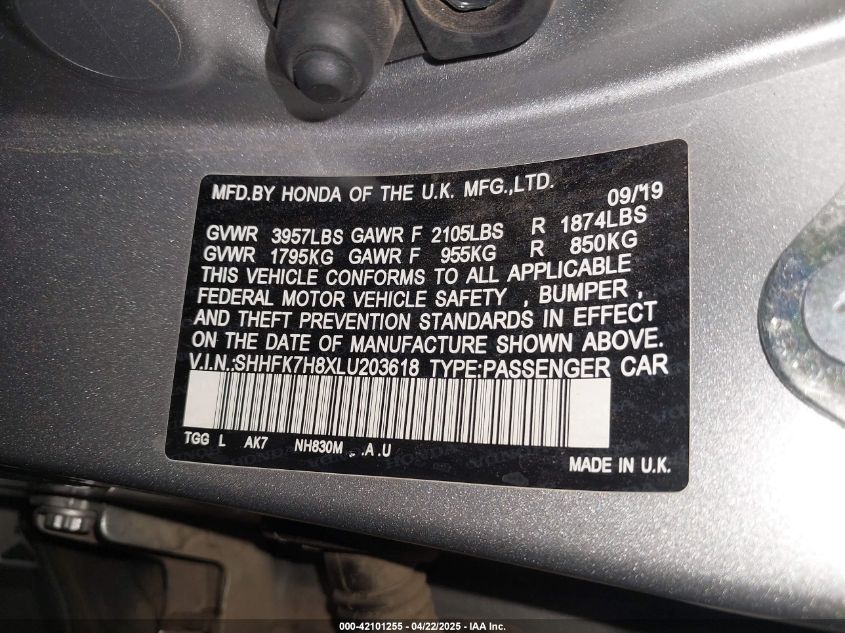 MFD.BY HONDA OF THE U.K. MFG.,LTD. 09/'19
GVWR 3957LBS GAWR F 2105LBS R 1874LBS
GVWR 1795KG GAWR F 955KG R 850KG
THIS VEHICLE CONFORMS TO ALL APPLICABLE
FEDERAL MOTOR VEHICLE SAFETY , BUMPER ,
AND THEFT PREVENTION STANDARDS IN EFFECT
ON THE DATE OF MANUFACTURE SHOWN ABOVE.
V.I.N.:SHHFK7H8XLU203618 TYPE:PASSENGER CAR
TGG L AK7 NH830M _ .A .U
MADE IN U.K.
000-42101255 - 04/22/2025 - IAA Inc.